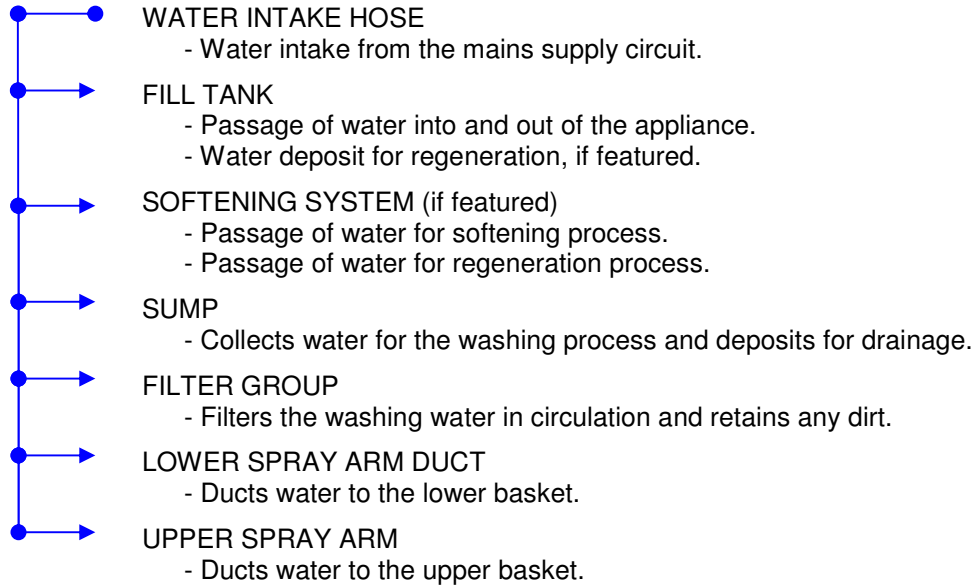 WATER INTAKE HOSE
- Water intake from the mains supply circuit.
FILL TANK
- Passage of water into and out of the appliance.
- Water deposit for regeneration, if featured.
SOFTENING SYSTEM (if featured)
- Passage of water for softening process.
- Passage of water for regeneration process.
SUMP
- Collects water for the washing process and deposits for drainage.
FILTER GROUP
- Filters the washing water in circulation and retains any dirt.
LOWER SPRAY ARM DUCT
- Ducts water to the lower basket.
UPPER SPRAY ARM
- Ducts water to the upper basket.